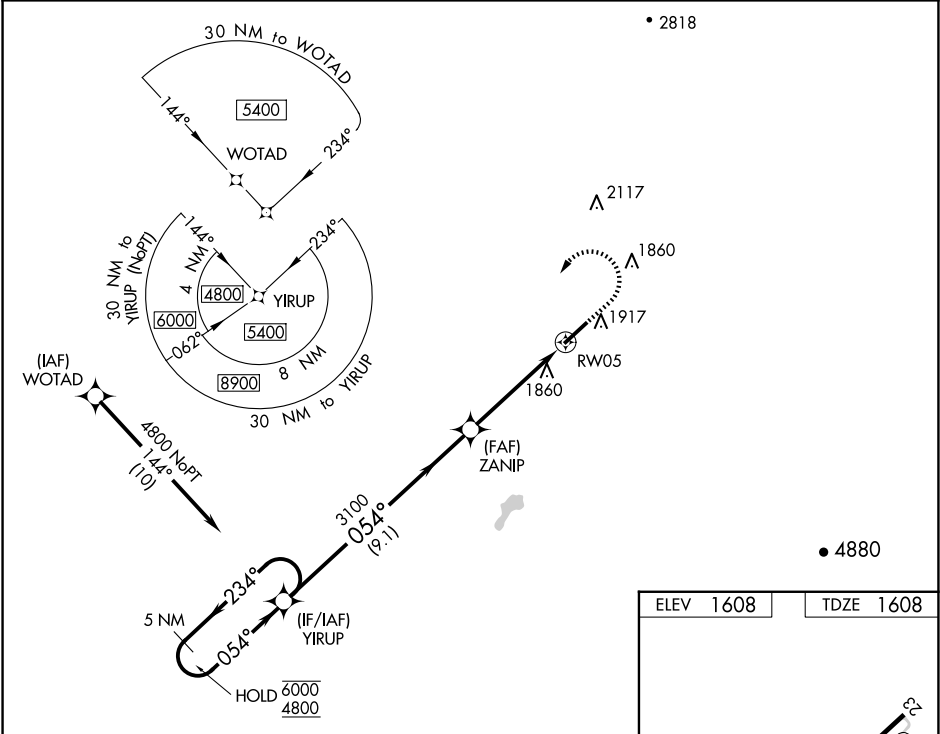 2818
30 NM to WOTAD
5400
144°
234°
WOTAD
2117
144°
234°
30 NM to
YIRUP (NoPT)
4 NM
4800
YIRUP
1860
6000
5400
1917
062°
8 NM
RW05
8900
30 NM to YIRUP
(IAF)
WOTAD
1860
4800 NoPT
144°
(10)
(FAF)
ZANIP
3100
054°
(9.1)
4880
234°
5 NM
054°
(IF/IAF)
YIRUP
HOLD 6000
4800
ELEV 1608
TDZE 1608
23